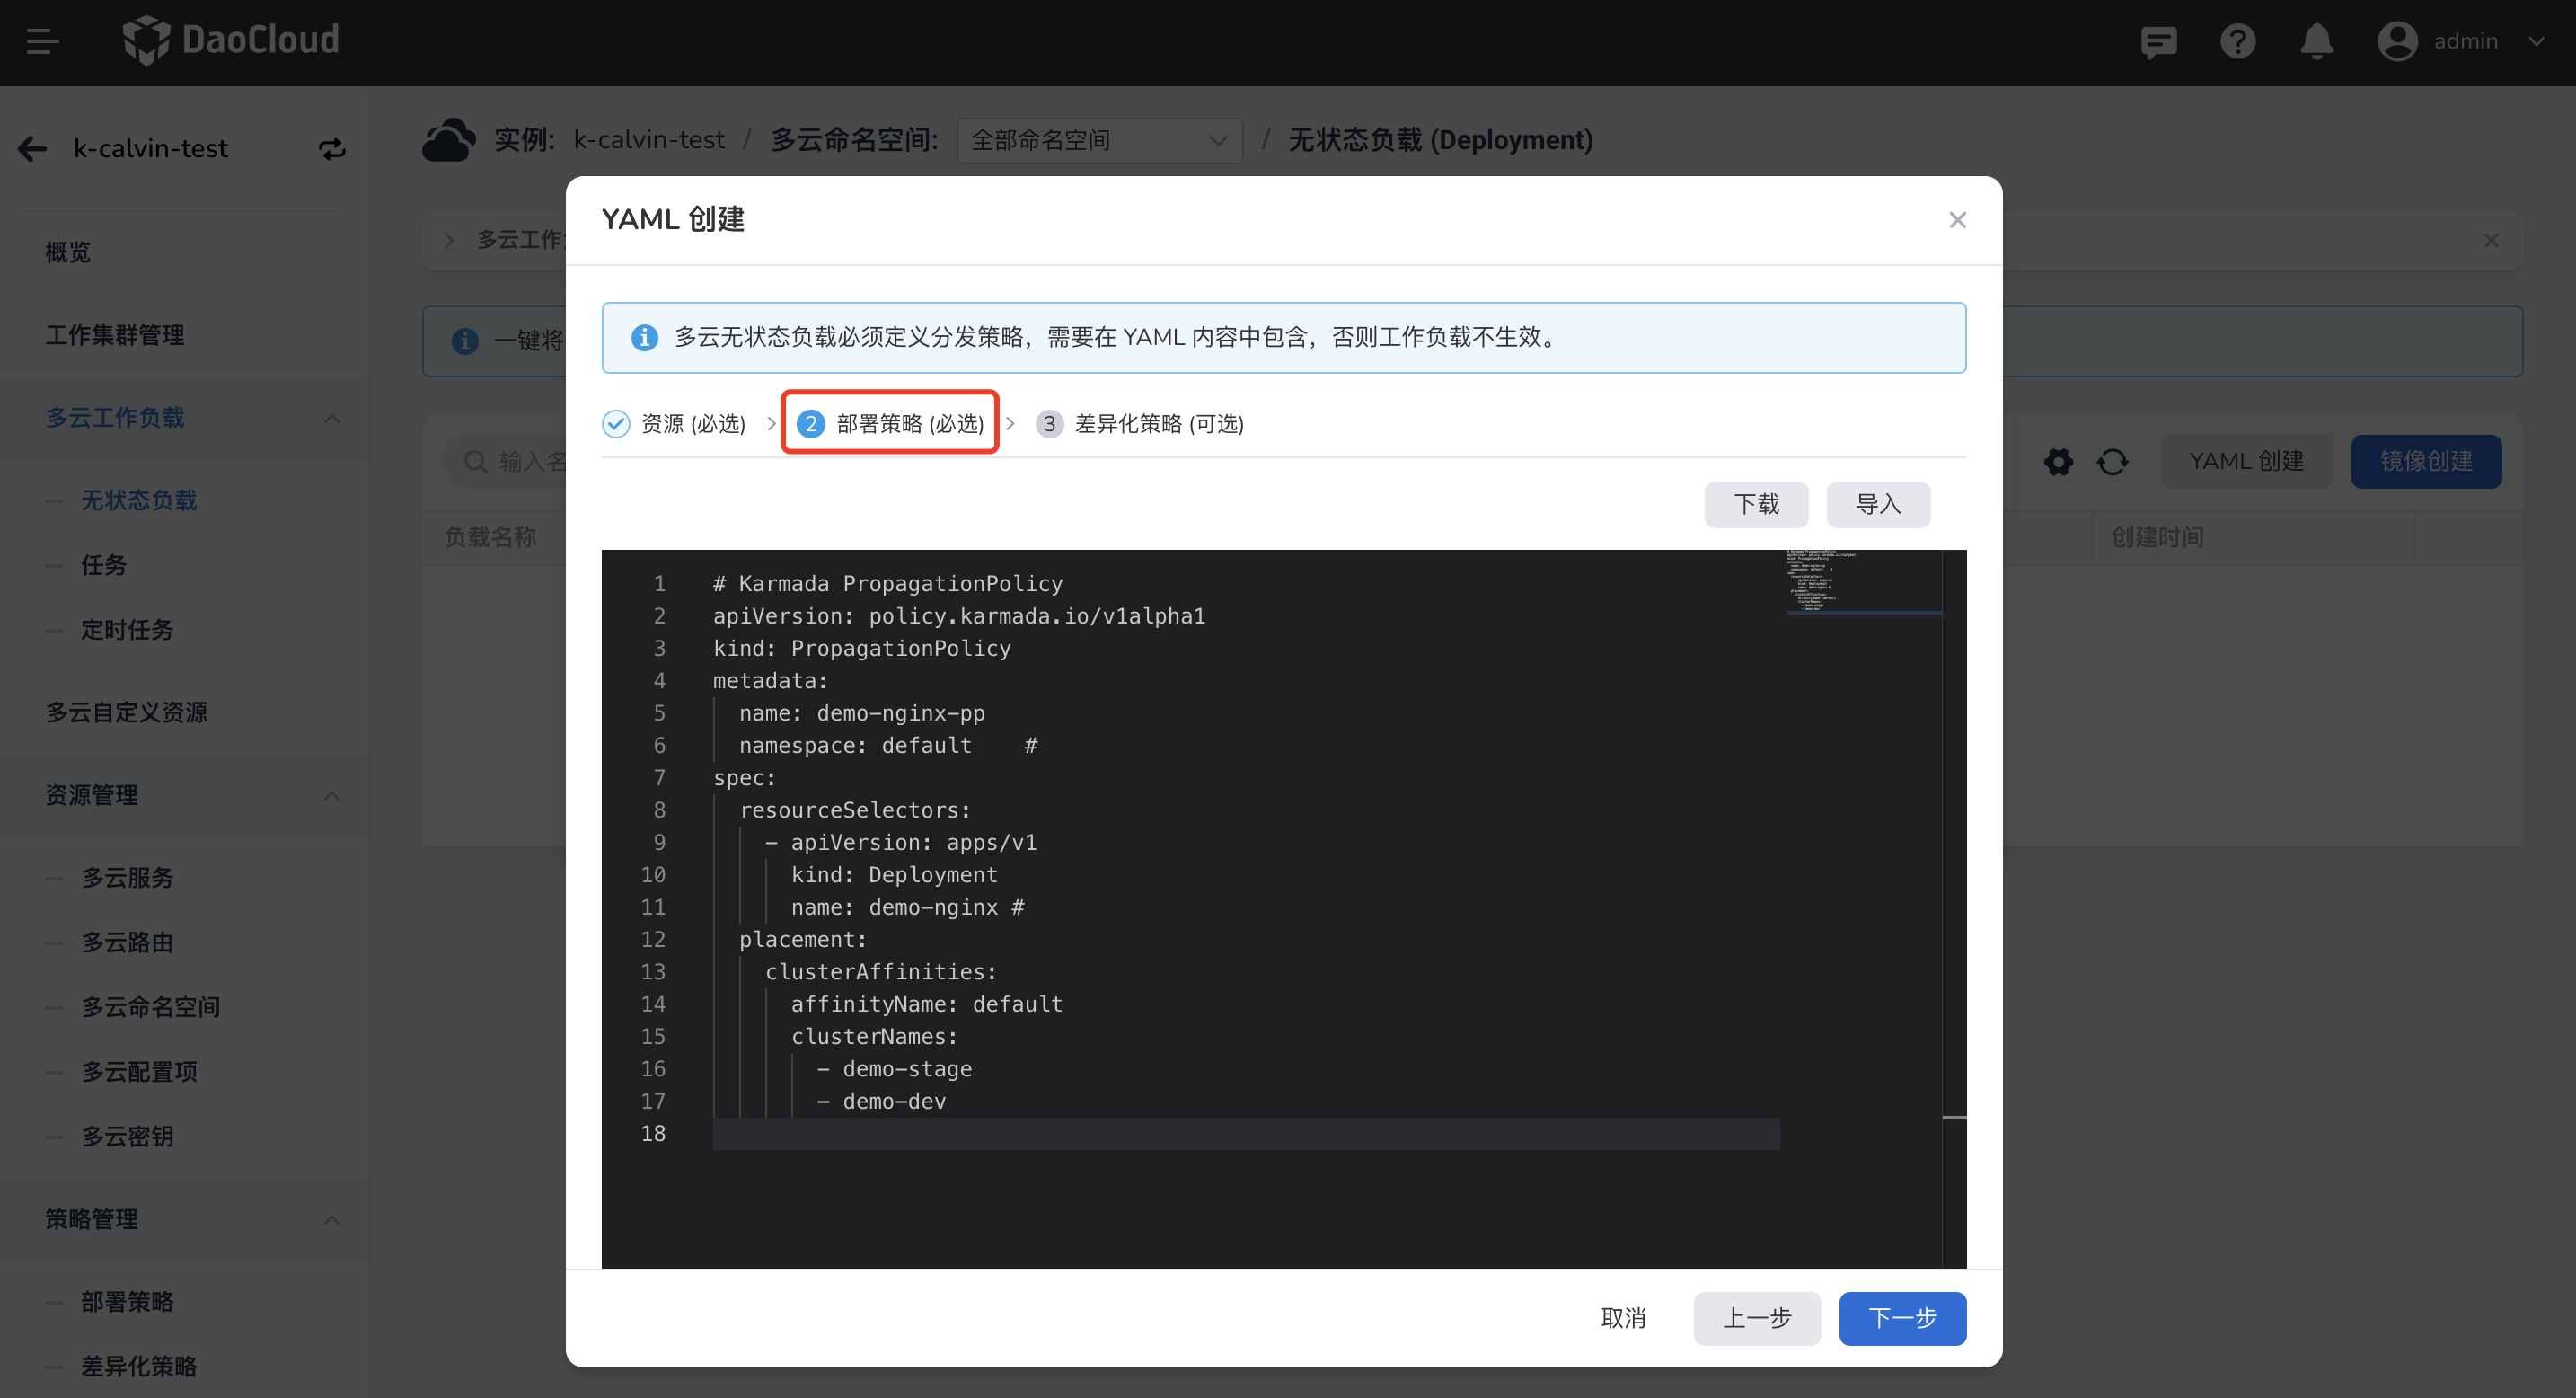 DaoCloud
admin
k-calvin-test
实例: k-calvin-test / 多云命名空间: 全部命名空间 / 无状态负载 (Deployment)
概览
工作集群管理
多云工作负载
无状态负载
任务
定时任务
多云自定义资源
资源管理
多云服务
多云路由
多云命名空间
多云配置项
多云密钥
策略管理
部署策略
差异化策略
多云工作
一键将
输入名
YAML 创建
镜像创建
负载名称
创建时间
YAML 创建
多云无状态负载必须定义分发策略，需要在 YAML 内容中包含，否则工作负载不生效。
资源 (必选) > 2 部署策略 (必选) > 3 差异化策略 (可选)
下载 导入
1 # Karmada PropagationPolicy
2 apiVersion: policy.karmada.io/v1alpha1
3 kind: PropagationPolicy
4 metadata:
5   name: demo-nginx-pp
6   namespace: default    #
7 spec:
8   resourceSelectors:
9     - apiVersion: apps/v1
10       kind: Deployment
11       name: demo-nginx #
12   placement:
13     clusterAffinities:
14       affinityName: default
15       clusterNames:
16         - demo-stage
17         - demo-dev
18
取消 上一步 下一步